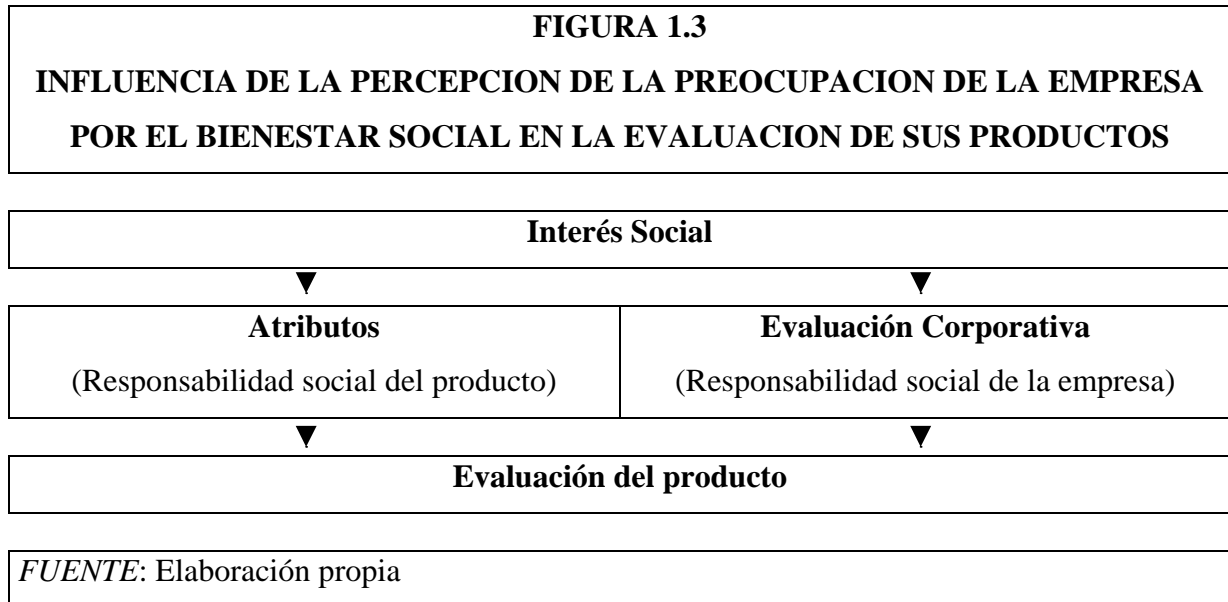 FIGURA 1.3
INFLUENCIA DE LA PERCEPCION DE LA PREOCUPACION DE LA EMPRESA
POR EL BIENESTAR SOCIAL EN LA EVALUACION DE SUS PRODUCTOS
Interés Social
Atributos
(Responsabilidad social del producto)
Evaluación Corporativa
(Responsabilidad social de la empresa)
Evaluación del producto
FUENTE: Elaboración propia